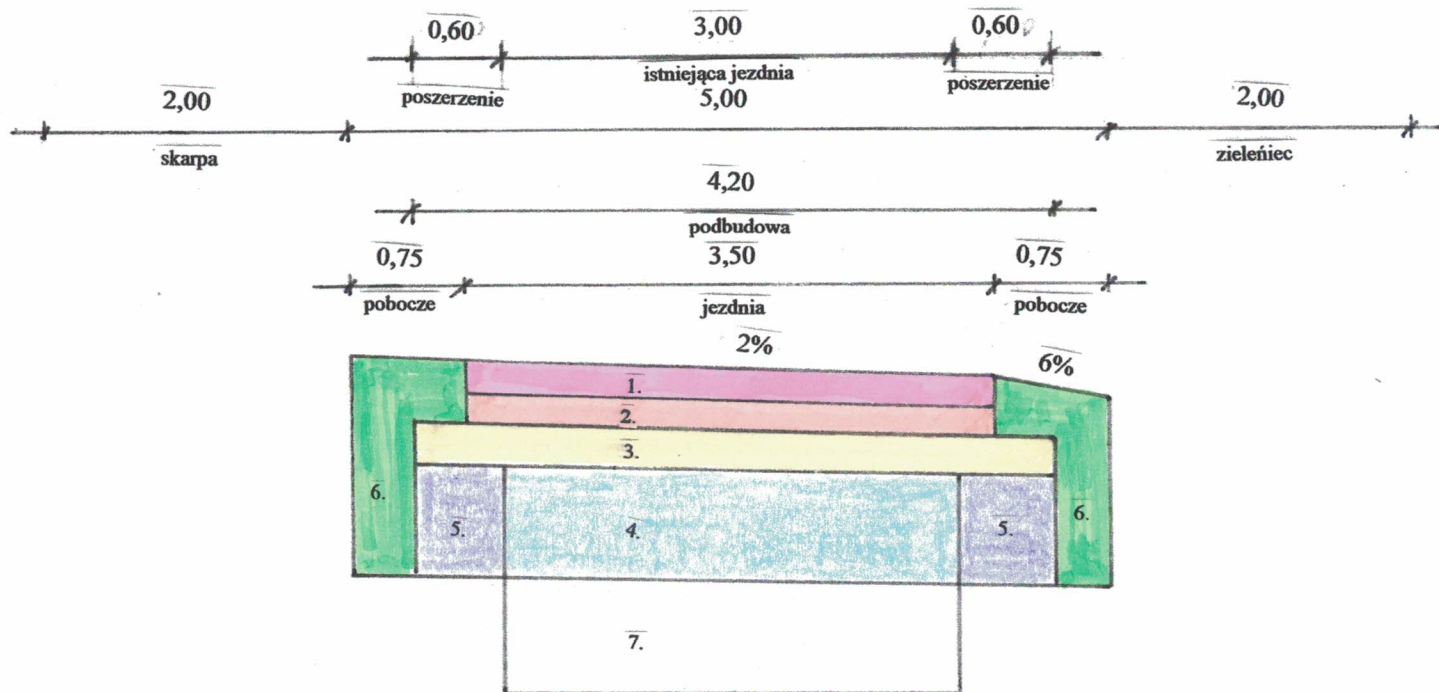 0,60 3,00 0,60
istniejąca jezdnia
poszerzenie poszerzenie
2,00 5,00 2,00
skarpa zieleniec
4,20
podbudowa
0,75 3,50 0,75
pobocze jezdnia pobocze
2%
6%
1.
2.
3.
6. 5. 4. 5. 6.
7.